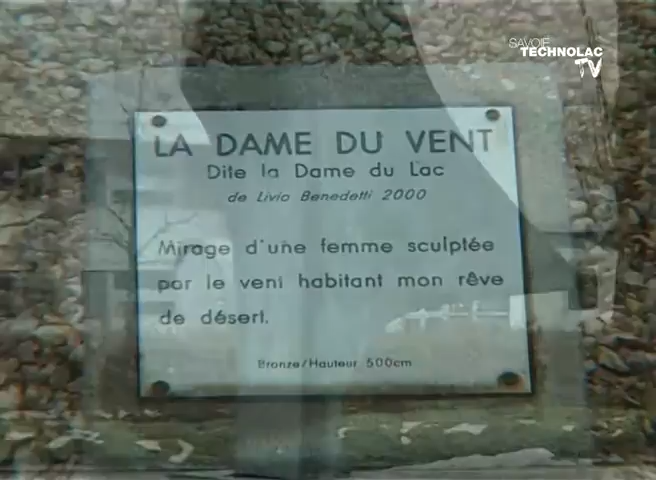 SAVOIE
TECHNOLAC
TV
LA DAME DU VENT
Dite la Dame du Lac
de Livio Benedetti 2000
Mirage d'une femme sculptée
par le vent habitant mon rêve
de désert.
Bronze/Hauteur 500cm